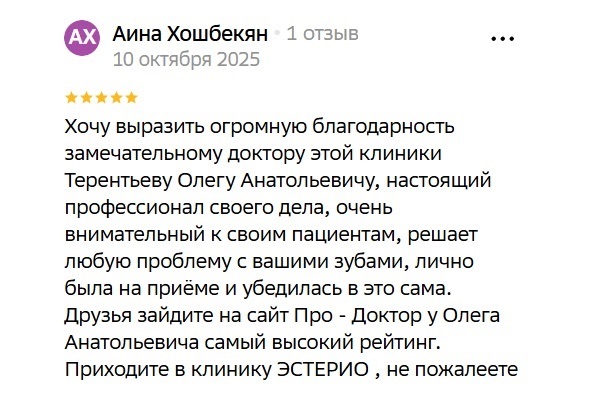 АХ
Аина Хошбекян • 1 отзыв
10 октября 2025
Хочу выразить огромную благодарность
замечательному доктору этой клиники
Терентьеву Олегу Анатольевичу, настоящий
профессионал своего дела, очень
внимательный к своим пациентам, решает
любую проблему с вашими зубами, лично
была на приёме и убедилась в это сама.
Друзья зайдите на сайт Про - Доктор у Олега
Анатольевича самый высокий рейтинг.
Приходите в клинику ЭСТЕРИО , не пожалеете